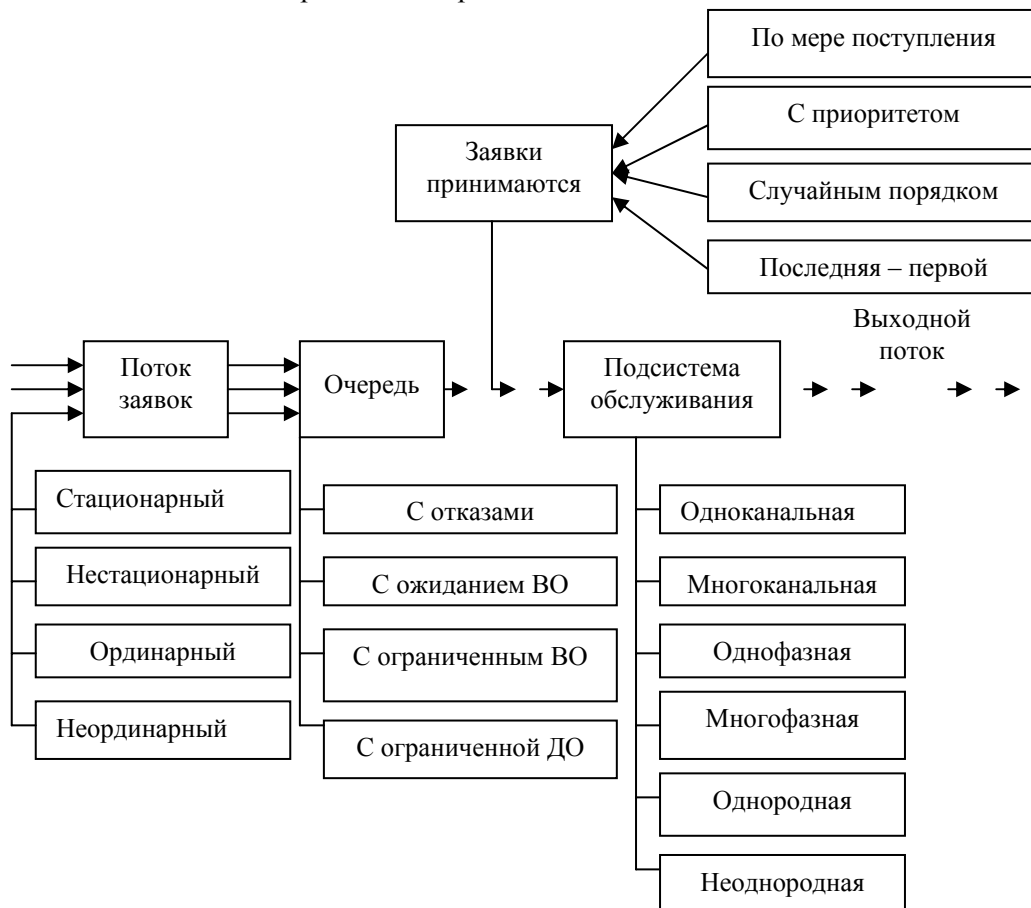 По мере поступления
С приоритетом
Заявки
принимаются
Случайным порядком
Последняя – первой
Выходной
поток
Поток
заявок
Очередь
Подсистема
обслуживания
Стационарный
Нестационарный
Ординарный
Неординарный
С отказами
С ожиданием ВО
С ограниченным ВО
С ограниченной ДО
Одноканальная
Многоканальная
Однофазная
Многофазная
Однородная
Неоднородная